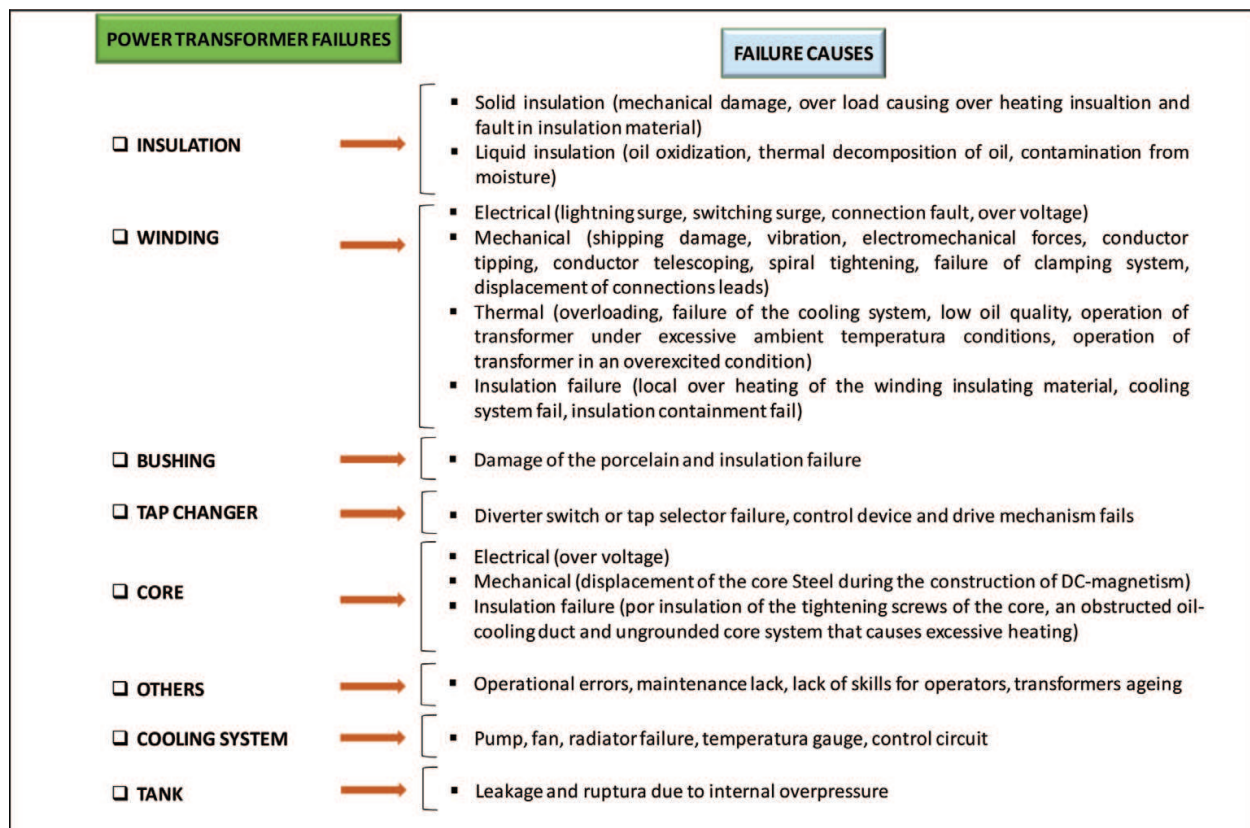 POWER TRANSFORMER FAILURES
FAILURE CAUSES
❑ INSULATION
▪ Solid insulation (mechanical damage, over load causing over heating insualtion and
fault in insulation material)
▪ Liquid insulation (oil oxidization, thermal decomposition of oil, contamination from
moisture)
❑ WINDING
▪ Electrical (lightning surge, switching surge, connection fault, over voltage)
▪ Mechanical (shipping damage, vibration, electromechanical forces, conductor
tipping, conductor telescoping, spiral tightening, failure of clamping system,
displacement of connections leads)
▪ Thermal (overloading, failure of the cooling system, low oil quality, operation of
transformer under excessive ambient temperatura conditions, operation of
transformer in an overexcited condition)
▪ Insulation failure (local over heating of the winding insulating material, cooling
system fail, insulation containment fail)
❑ BUSHING
▪ Damage of the porcelain and insulation failure
❑ TAP CHANGER
▪ Diverter switch or tap selector failure, control device and drive mechanism fails
❑ CORE
▪ Electrical (over voltage)
▪ Mechanical (displacement of the core Steel during the construction of DC-magnetism)
▪ Insulation failure (por insulation of the tightening screws of the core, an obstructed oil-
cooling duct and ungrounded core system that causes excessive heating)
❑ OTHERS
▪ Operational errors, maintenance lack, lack of skills for operators, transformers ageing
❑ COOLING SYSTEM
▪ Pump, fan, radiator failure, temperatura gauge, control circuit
❑ TANK
▪ Leakage and ruptura due to internal overpressure